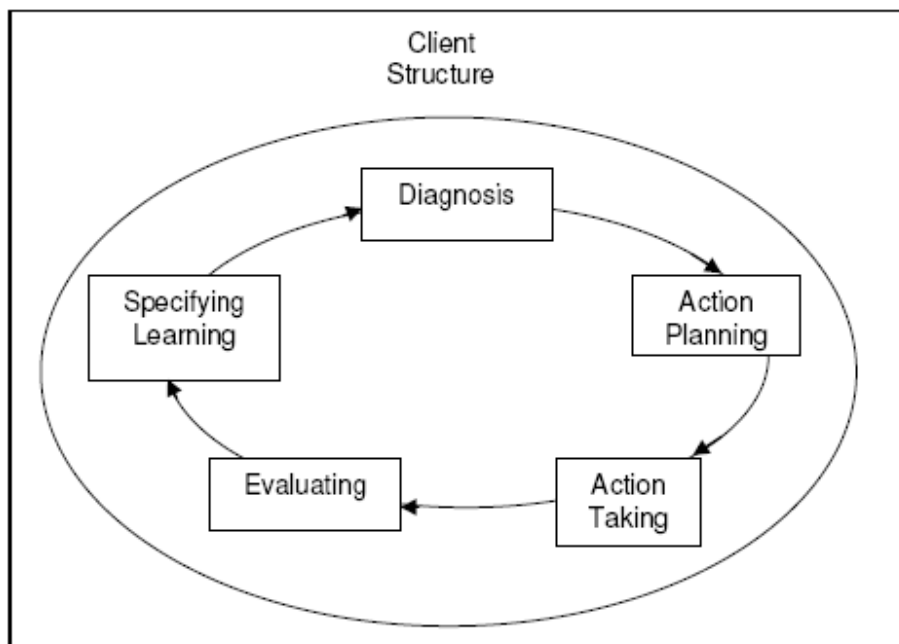 Client
Structure
Diagnosis
Specifying
Learning
Action
Planning
Evaluating
Action
Taking